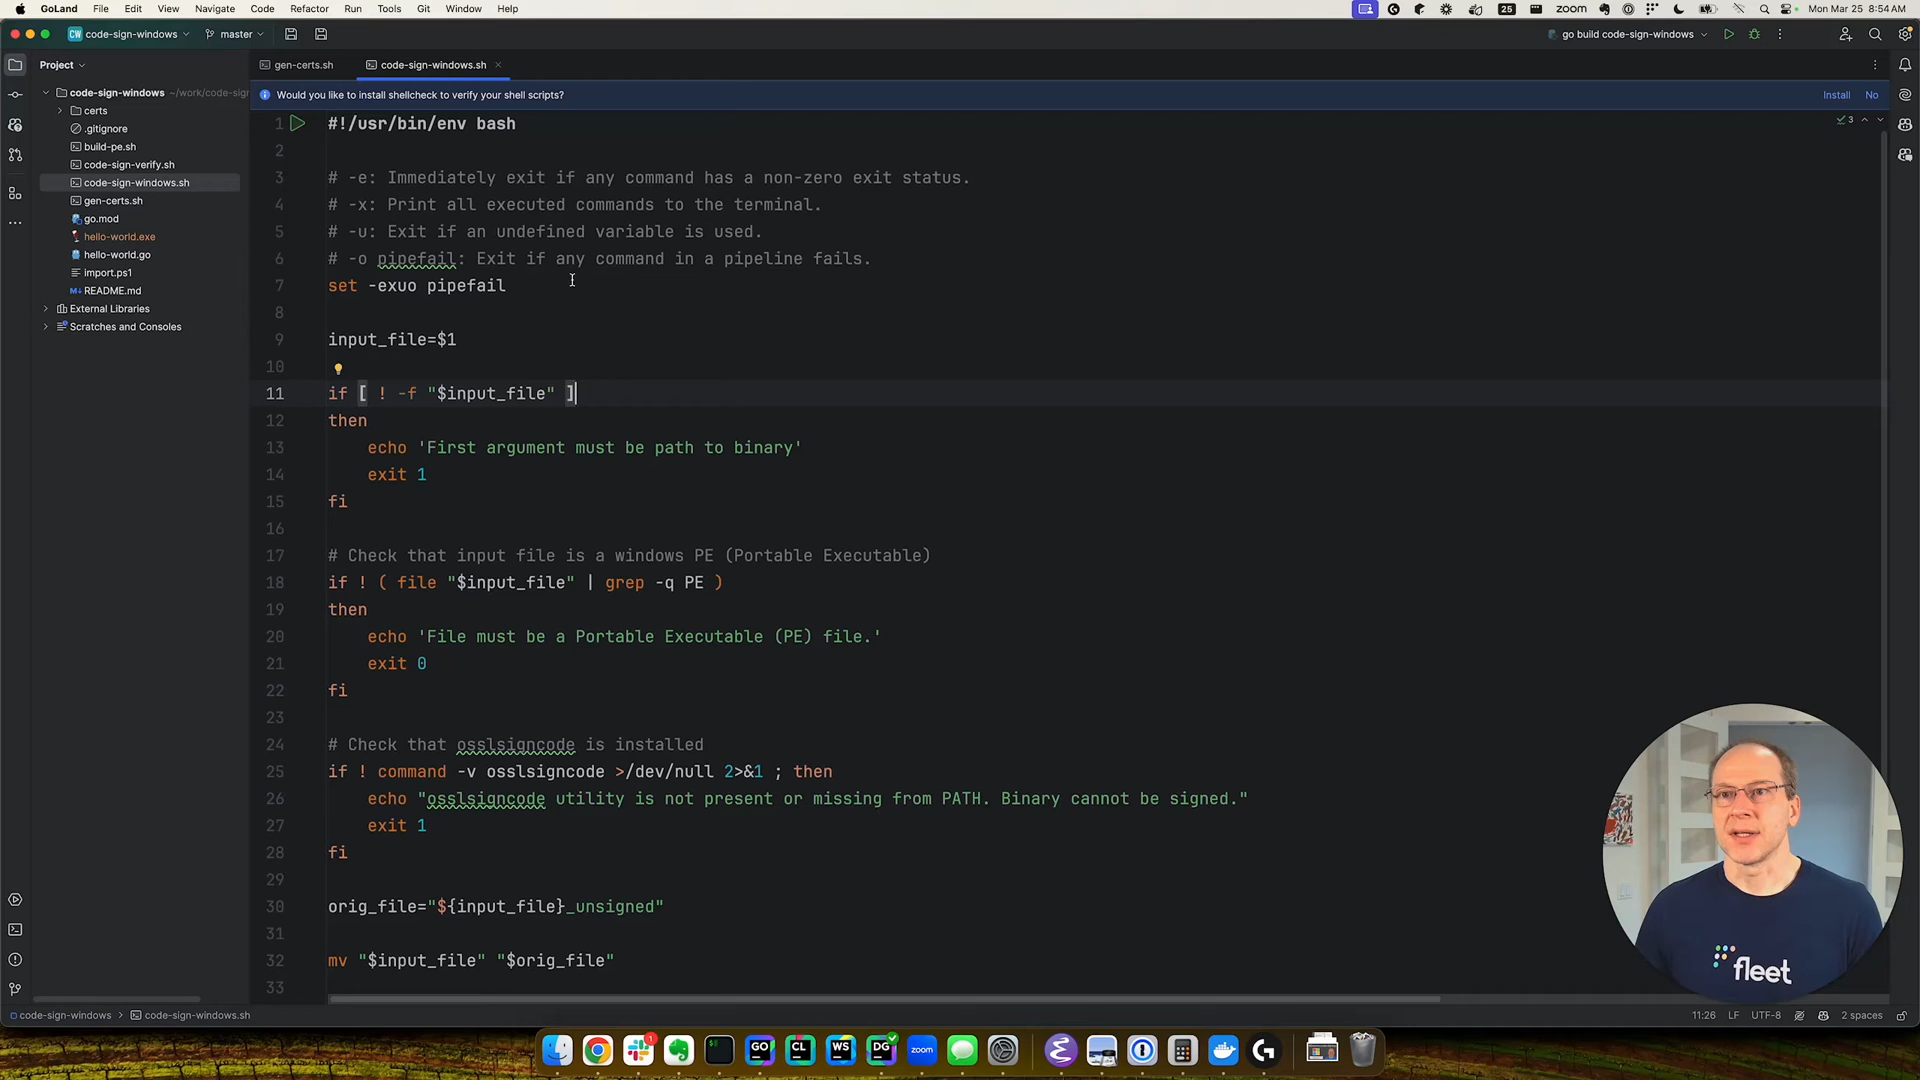 GoLand File Edit View Navigate Code Refactor Run Tools Git Window Help
25 zoom Mon Mar 25 8:54 AM
CW code-sign-windows master go build code-sign-windows
Project
gen-certs.sh code-sign-windows.sh
code-sign-windows ~/work/code-sig
certs
.gitignore
build-pe.sh
code-sign-verify.sh
code-sign-windows.sh
gen-certs.sh
go.mod
hello-world.exe
hello-world.go
import.ps1
README.md
External Libraries
Scratches and Consoles
Would you like to install shellcheck to verify your shell scripts? Install No
3
1 #!/usr/bin/env bash
2
3 # -e: Immediately exit if any command has a non-zero exit status.
4 # -x: Print all executed commands to the terminal.
5 # -u: Exit if an undefined variable is used.
6 # -o pipefail: Exit if any command in a pipeline fails.
7 set -exuo pipefail
8
9 input_file=$1
10
11 if [ ! -f "$input_file" ]
12 then
13 echo 'First argument must be path to binary'
14 exit 1
15 fi
16
17 # Check that input file is a windows PE (Portable Executable)
18 if ! ( file "$input_file" | grep -q PE )
19 then
20 echo 'File must be a Portable Executable (PE) file.'
21 exit 0
22 fi
23
24 # Check that osslsigncode is installed
25 if ! command -v osslsigncode >/dev/null 2>&1 ; then
26 echo "osslsigncode utility is not present or missing from PATH. Binary cannot be signed."
27 exit 1
28 fi
29
30 orig_file="${input_file}_unsigned"
31
32 mv "$input_file" "$orig_file"
33
fleet
code-sign-windows > code-sign-windows.sh 11:26 LF UTF-8 2 spaces
1 GO CL WS DG zoom